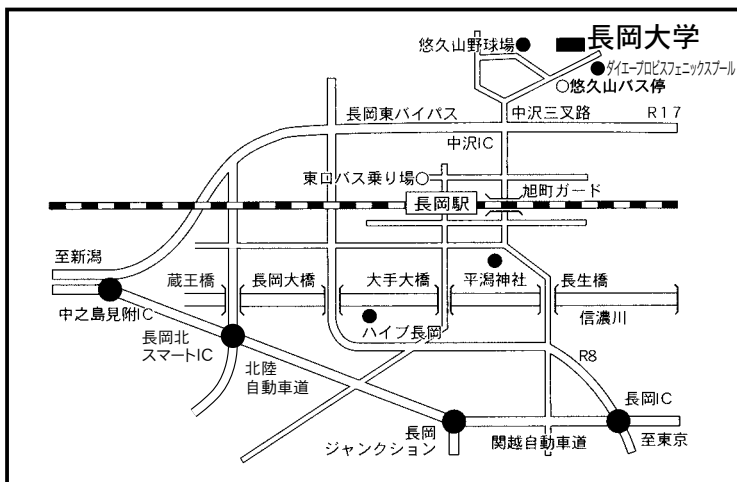 悠久山野球場
長岡大学
ダイエープロビスフェニックスプール
悠久山バス停
長岡東バイパス
中沢三叉路
R17
中沢IC
東口バス乗り場
旭町ガード
長岡駅
至新潟
蔵王橋
長岡大橋
大手大橋
平潟神社
長生橋
中之島見附IC
信濃川
長岡北
スマートIC
ハイブ長岡
R8
北陸
自動車道
長岡IC
長岡
ジャンクション
関越自動車道
至東京